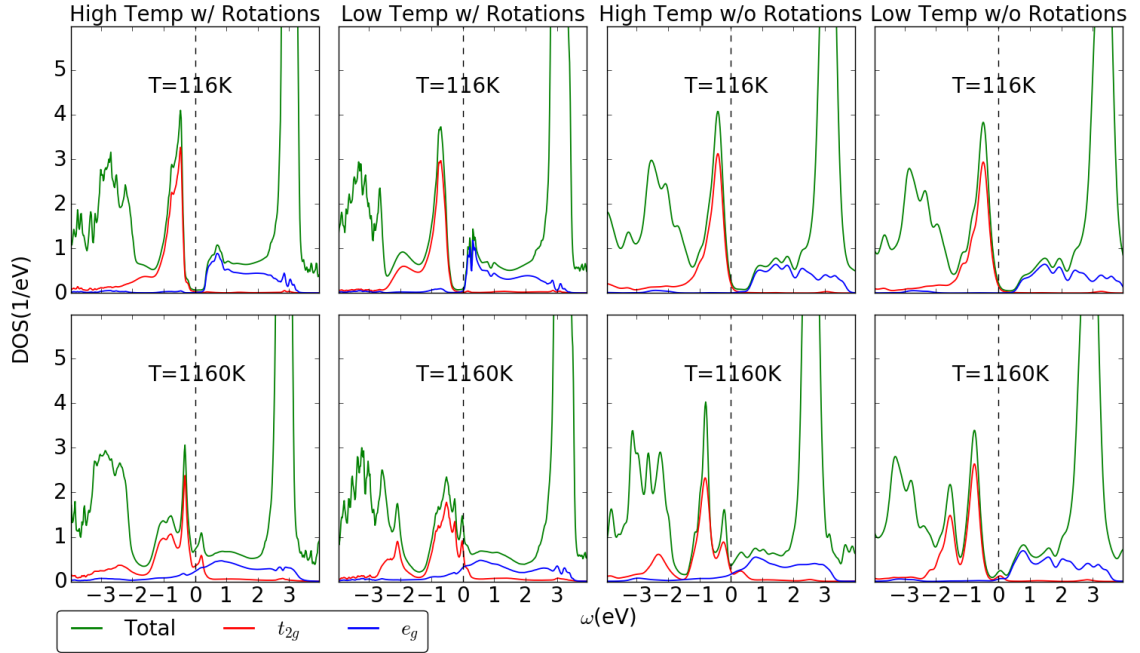 High Temp w/ Rotations Low Temp w/ Rotations High Temp w/o Rotations Low Temp w/o Rotations
5
4
3
2
1
0
T=116K T=116K T=116K T=116K
DOS(1/eV)
5
4
3
2
1
0
T=1160K T=1160K T=1160K T=1160K
−3 −2 −1 0 1 2 3 −3 −2 −1 0 1 2 3 −3 −2 −1 0 1 2 3 −3 −2 −1 0 1 2 3
ω(eV)
Total t2g eg